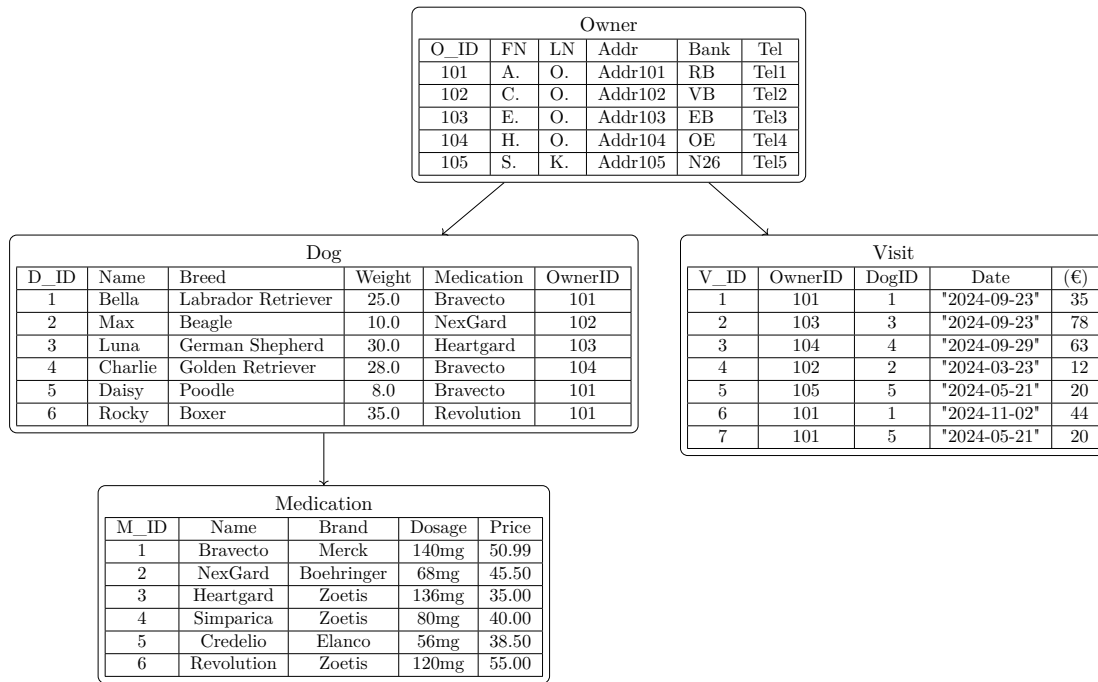 Owner
O_ID FN LN Addr Bank Tel
101 A. O. Addr101 RB Tel1
102 C. O. Addr102 VB Tel2
103 E. O. Addr103 EB Tel3
104 H. O. Addr104 OE Tel4
105 S. K. Addr105 N26 Tel5
Dog
D_ID Name Breed Weight Medication OwnerID
1 Bella Labrador Retriever 25.0 Bravecto 101
2 Max Beagle 10.0 NexGard 102
3 Luna German Shepherd 30.0 Heartgard 103
4 Charlie Golden Retriever 28.0 Bravecto 104
5 Daisy Poodle 8.0 Bravecto 101
6 Rocky Boxer 35.0 Revolution 101
Visit
V_ID OwnerID DogID Date (€)
1 101 1 "2024-09-23" 35
2 103 3 "2024-09-23" 78
3 104 4 "2024-09-29" 63
4 102 2 "2024-03-23" 12
5 105 5 "2024-05-21" 20
6 101 1 "2024-11-02" 44
7 101 5 "2024-05-21" 20
Medication
M_ID Name Brand Dosage Price
1 Bravecto Merck 140mg 50.99
2 NexGard Boehringer 68mg 45.50
3 Heartgard Zoetis 136mg 35.00
4 Simparica Zoetis 80mg 40.00
5 Credelio Elanco 56mg 38.50
6 Revolution Zoetis 120mg 55.00